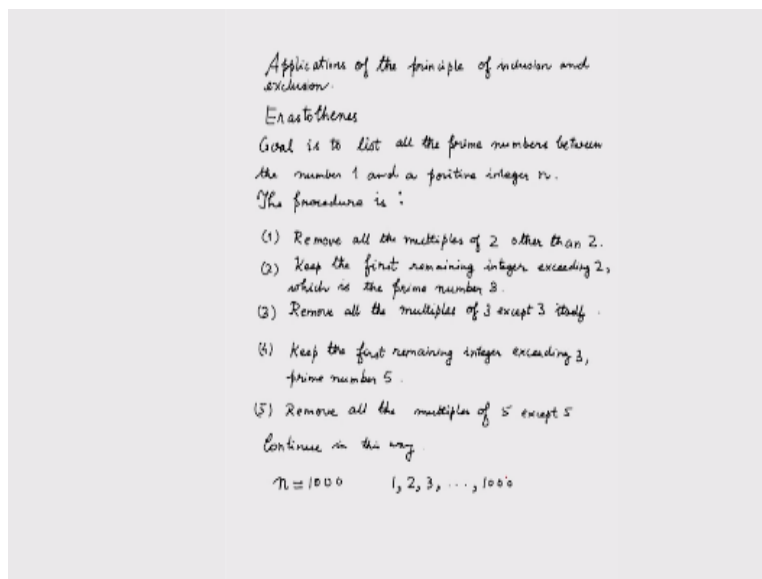 Applications of the principle of inclusion and
exclusion.
Erastothenes
Goal is to list all the prime numbers between
the number 1 and a positive integer n.
The procedure is :
(1) Remove all the multiples of 2 other than 2.
(2) Keep the first remaining integer exceeding 2,
which is the prime number 3.
(3) Remove all the multiples of 3 except 3 itself.
(4) Keep the first remaining integer exceeding 3,
prime number 5.
(5) Remove all the multiples of 5 except 5
Continue in this way.
n = 1000 1, 2, 3, ..., 1000